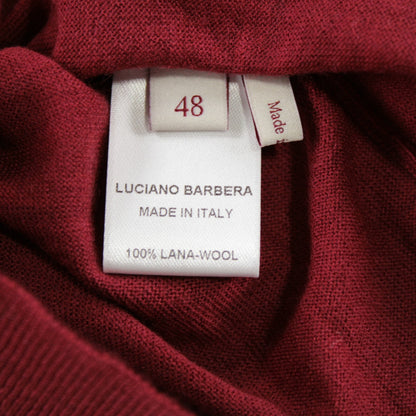 48
Made
LUCIANO BARBERA
MADE IN ITALY
100% LANA-WOOL